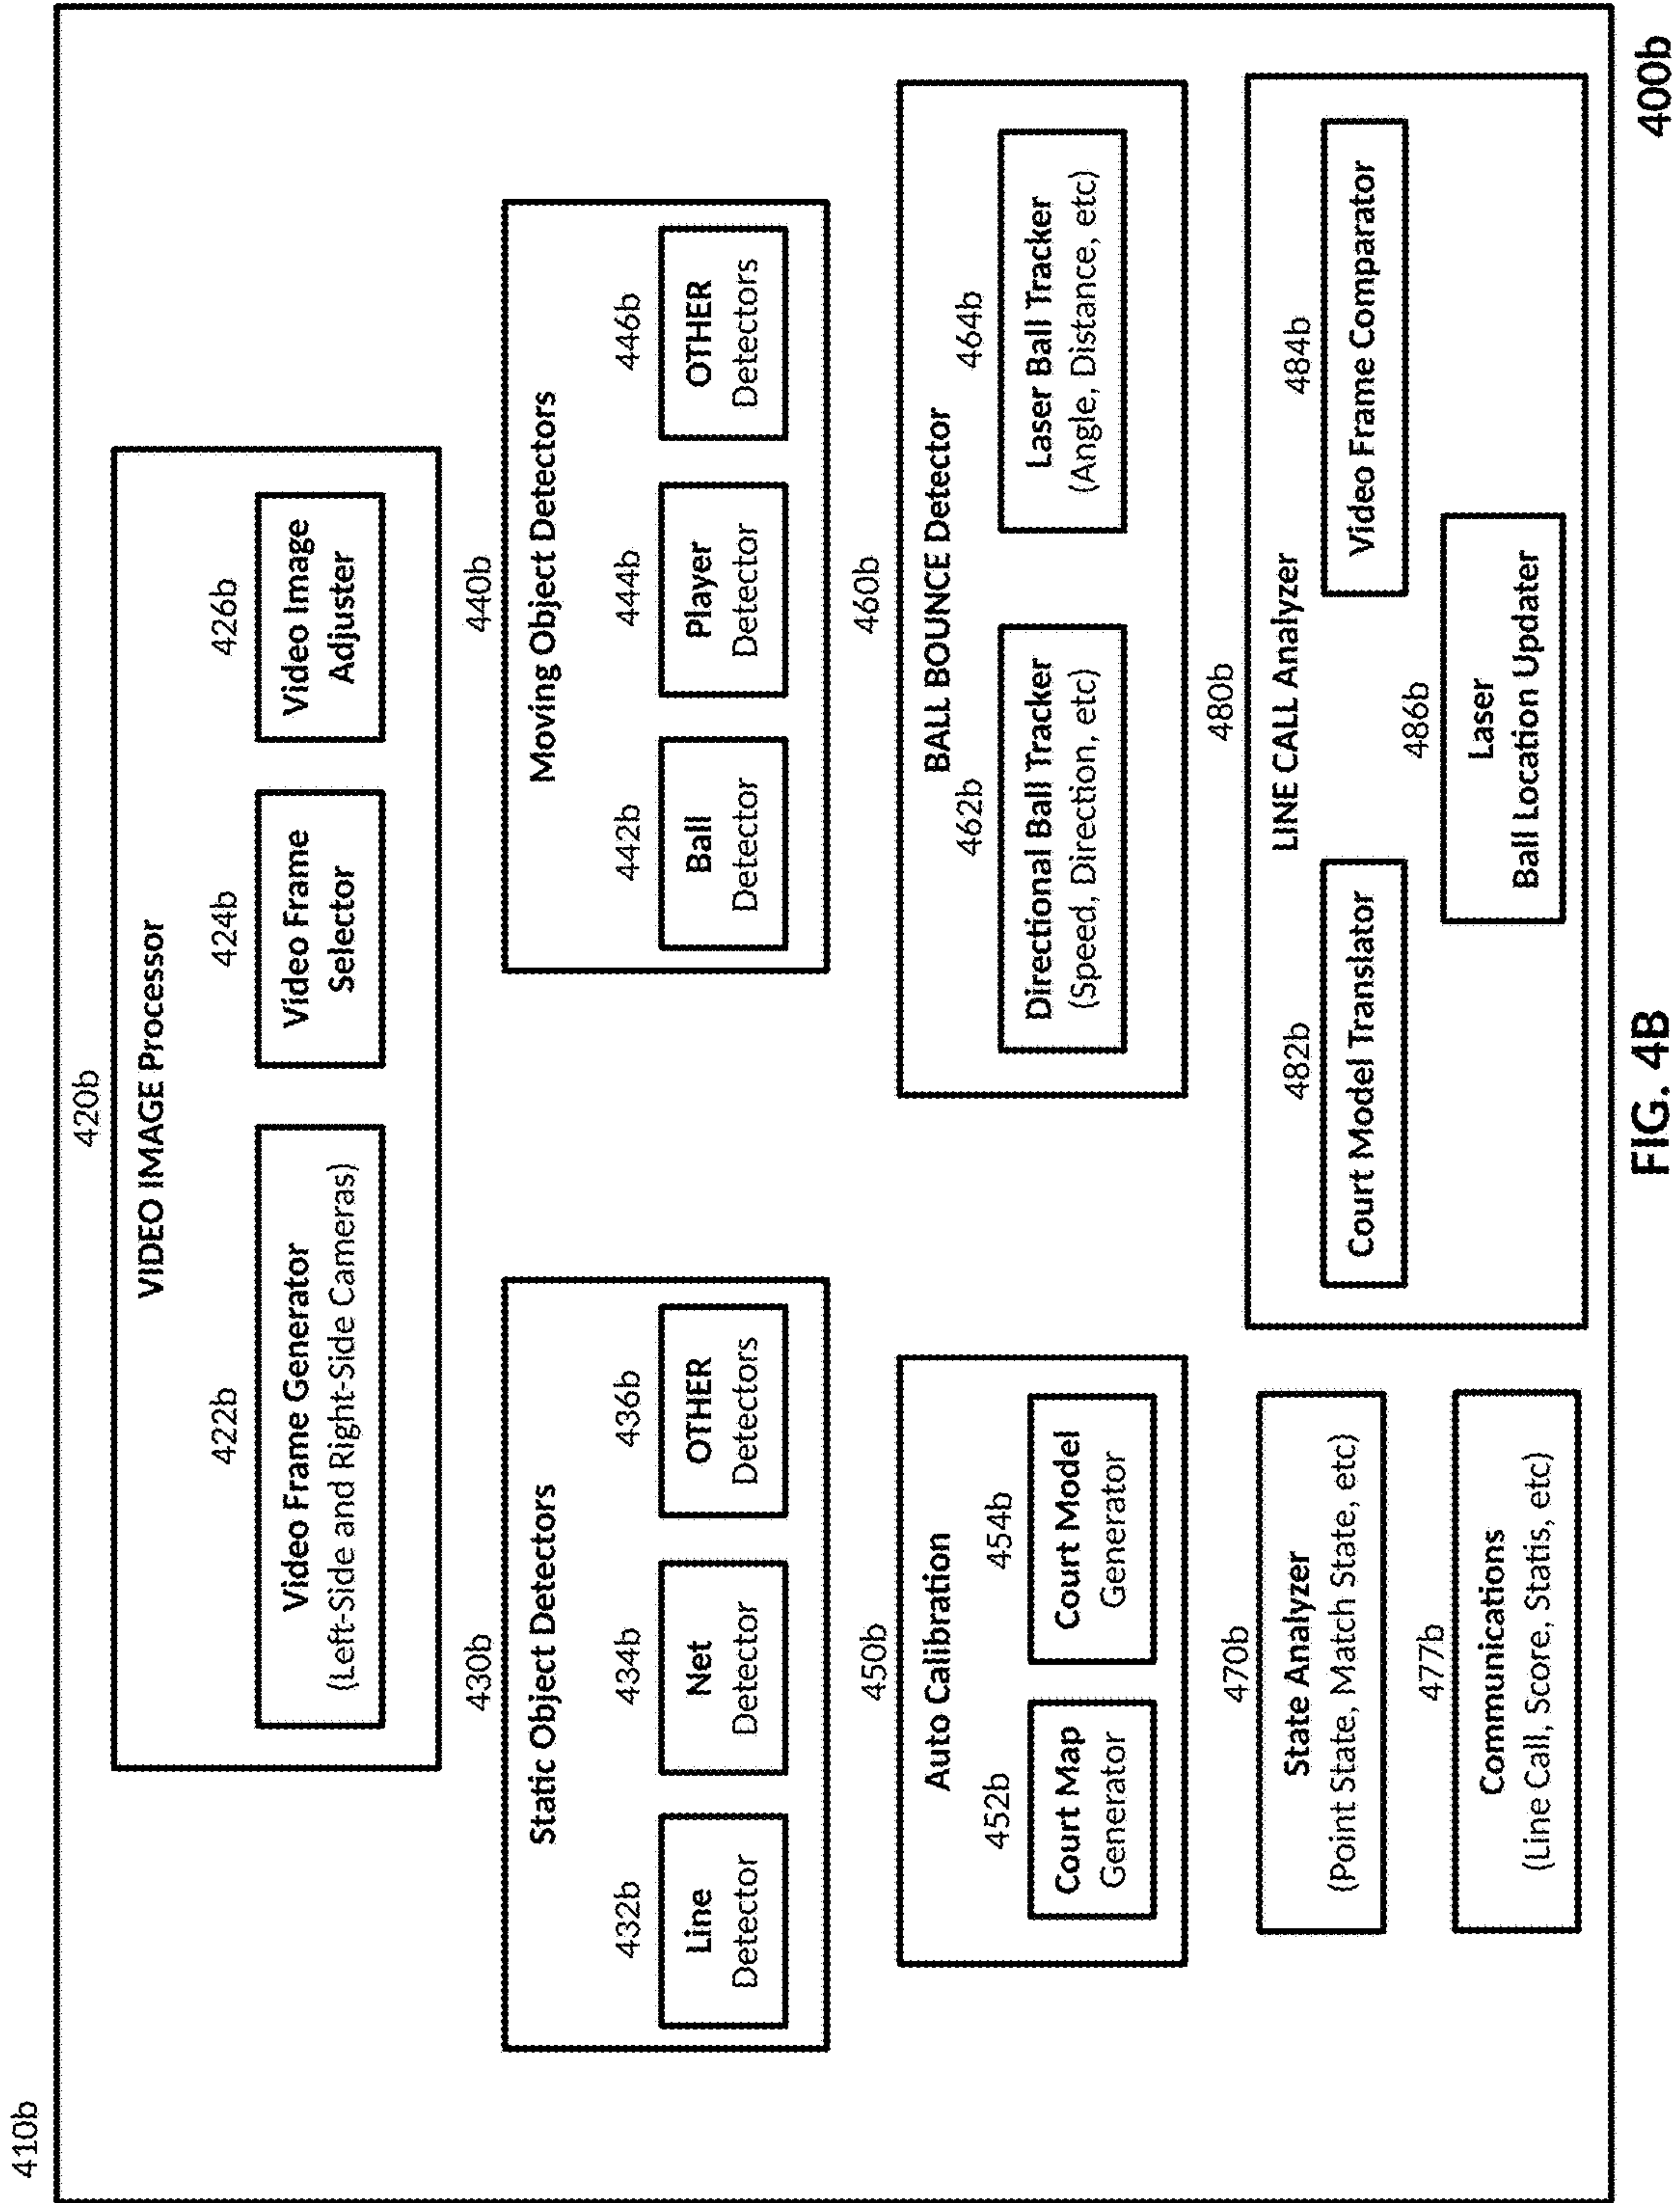 410b
420b
VIDEO IMAGE Processor
422b
Video Frame Generator
(Left-Side and Right-Side Cameras)
424b
Video Frame
Selector
426b
Video Image
Adjuster
430b
Static Object Detectors
432b
Line
Detector
434b
Net
Detector
436b
OTHER
Detectors
440b
Moving Object Detectors
442b
Ball
Detector
444b
Player
Detector
446b
OTHER
Detectors
450b
Auto Calibration
452b
Court Map
Generator
454b
Court Model
Generator
460b
BALL BOUNCE Detector
462b
Directional Ball Tracker
(Speed, Direction, etc)
464b
Laser Ball Tracker
(Angle, Distance, etc)
470b
State Analyzer
(Point State, Match State, etc)
477b
Communications
(Line Call, Score, Statis, etc)
480b
LINE CALL Analyzer
482b
Court Model Translator
484b
Video Frame Comparator
486b
Laser
Ball Location Updater
FIG. 4B
400b